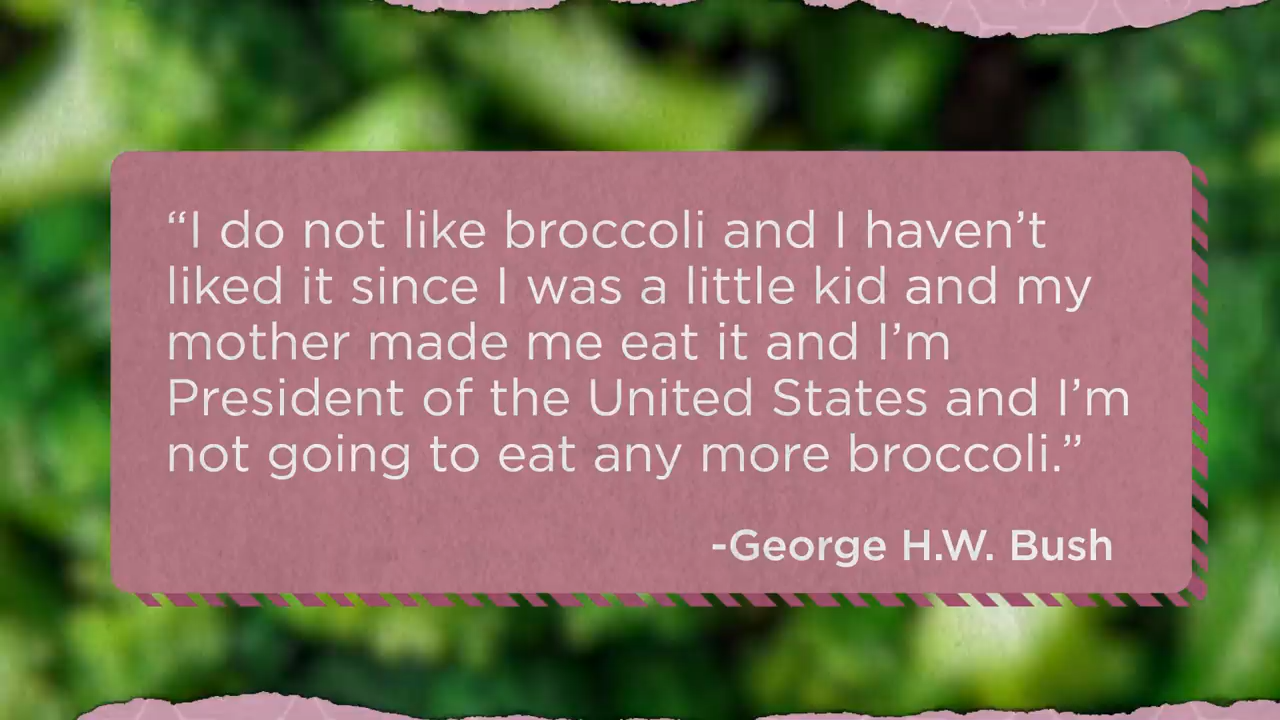 “I do not like broccoli and I haven’t
liked it since I was a little kid and my
mother made me eat it and I’m
President of the United States and I’m
not going to eat any more broccoli.”
-George H.W. Bush